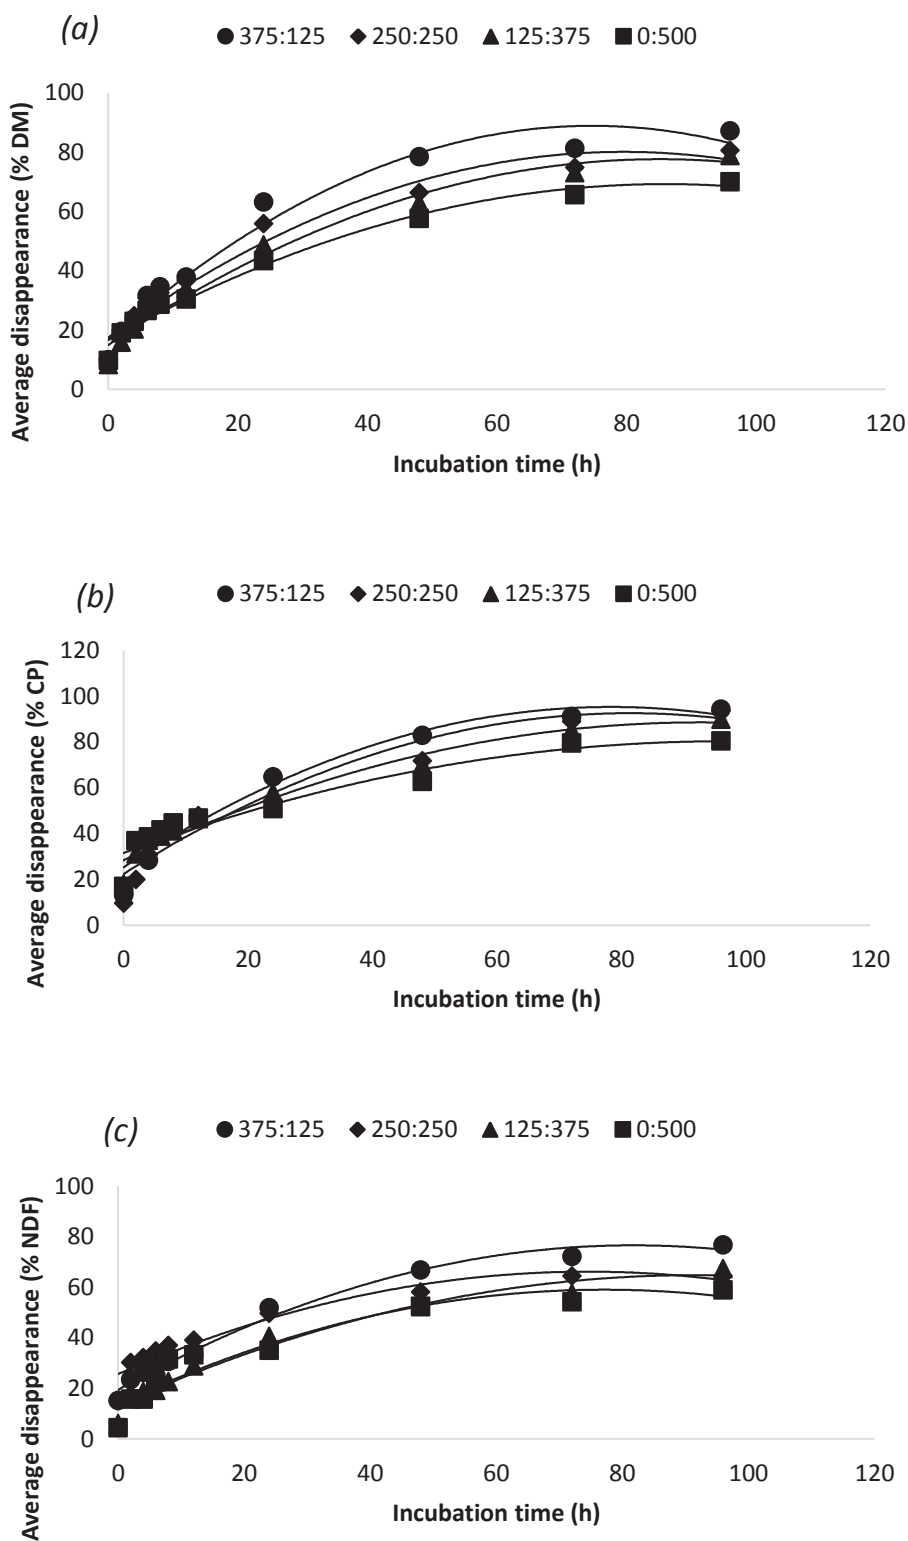 (a)
375:125 250:250 125:375 0:500
100
80
60
40
20
0
Average disappearance (% DM)
0 20 40 60 80 100 120
Incubation time (h)
(b)
375:125 250:250 125:375 0:500
120
100
80
60
40
20
0
Average disappearance (% CP)
0 20 40 60 80 100 120
Incubation time (h)
(c)
375:125 250:250 125:375 0:500
100
80
60
40
20
0
Average disappearance (% NDF)
0 20 40 60 80 100 120
Incubation time (h)